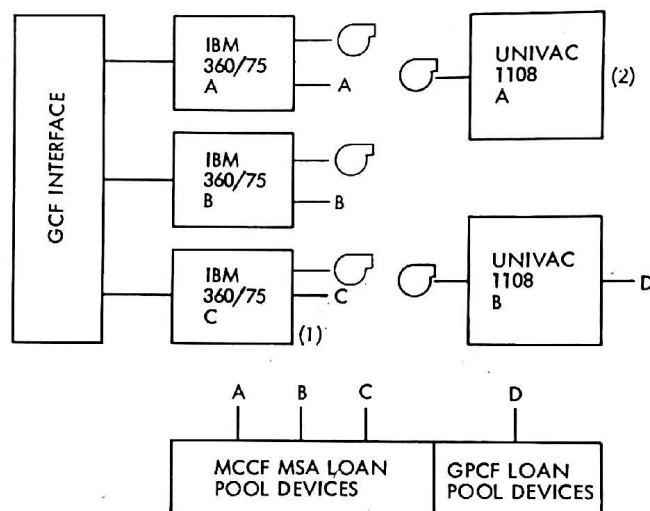 GCF INTERFACE
IBM
360/75
A
A
IBM
360/75
B
B
IBM
360/75
C
C
(1)
UNIVAC
1108
A
(2)
UNIVAC
1108
B
D
A
B
C
D
MCCF MSA LOAN
POOL DEVICES
GPCF LOAN
POOL DEVICES